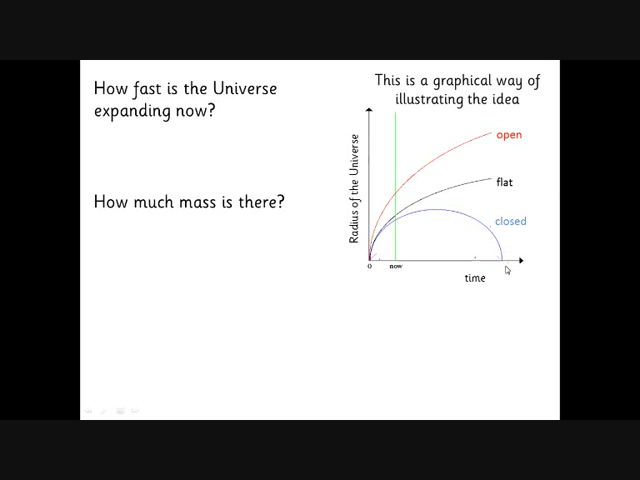 How fast is the Universe
expanding now?
How much mass is there?
This is a graphical way of
illustrating the idea
Radius of the Universe
open
flat
closed
0
now
time